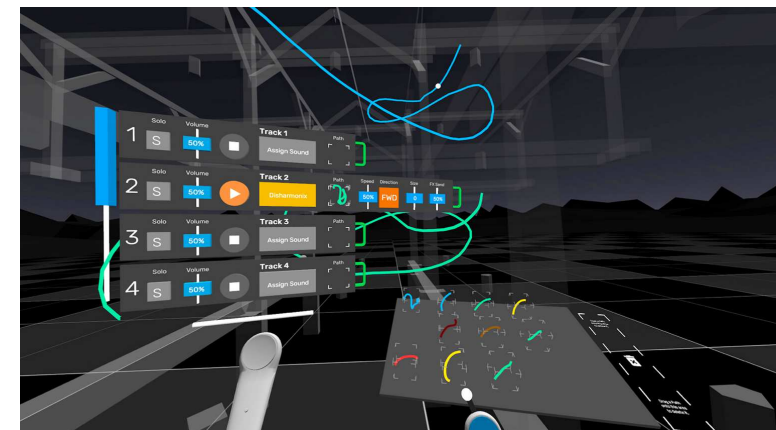 Solo Volume
1 S 50% Track 1 Assign Sound Path
Solo Volume
2 S 50% Track 2 Disharmonix Path Speed 50% Direction FWD Size 0 FX Send 50%
Solo Volume
3 S 50% Track 3 Assign Sound Path
Solo Volume
4 S 50% Track 4 Assign Sound Path